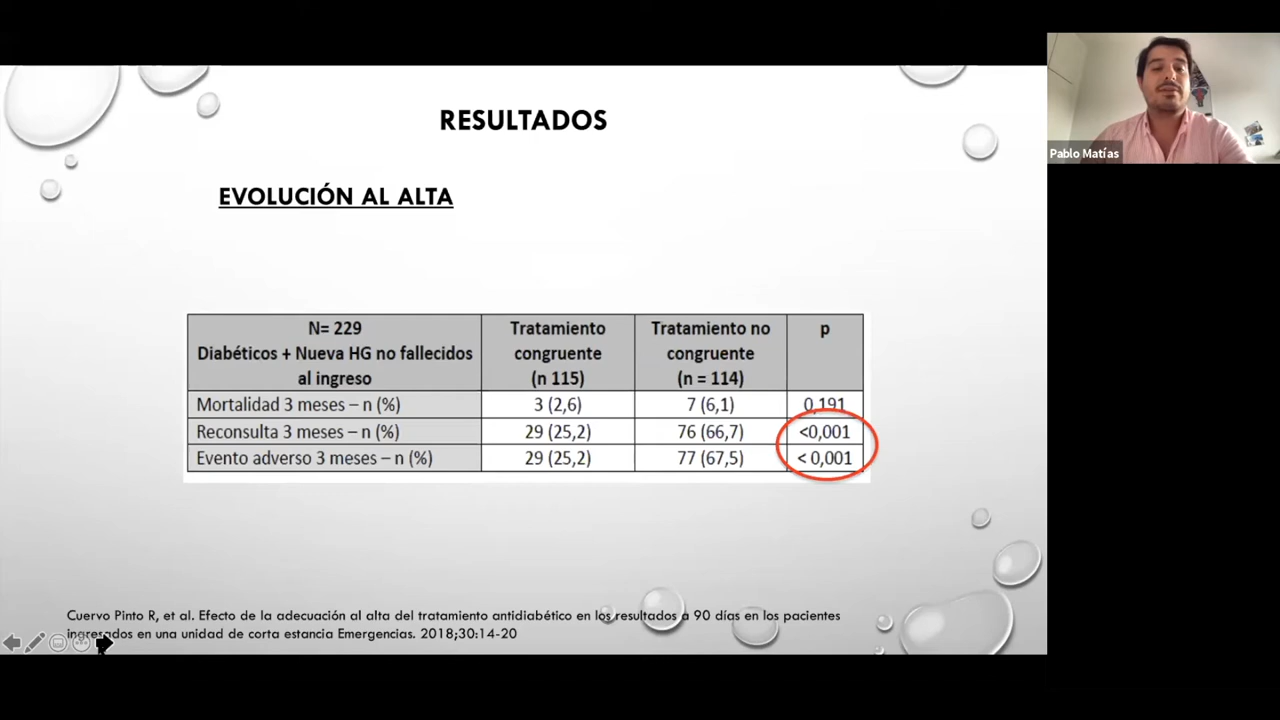 RESULTADOS
Pablo Matías
EVOLUCIÓN AL ALTA
N= 229
Diabéticos + Nueva HG no fallecidos
al ingreso
Tratamiento
congruente
(n 115)
Tratamiento no
congruente
(n = 114)
p
Mortalidad 3 meses – n (%) 3 (2,6) 7 (6,1) 0,191
Reconsulta 3 meses – n (%) 29 (25,2) 76 (66,7) <0,001
Evento adverso 3 meses – n (%) 29 (25,2) 77 (67,5) < 0,001
Cuervo Pinto R, et al. Efecto de la adecuación al alta del tratamiento antidiabético en los resultados a 90 días en los pacientes
ingresados en una unidad de corta estancia Emergencias. 2018;30:14-20